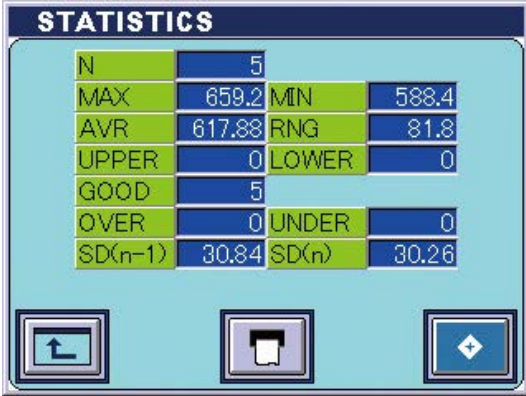 STATISTICS
N 5
MAX 659.2 MIN 588.4
AVR 617.88 RNG 81.8
UPPER 0 LOWER 0
GOOD 5
OVER 0 UNDER 0
SD(n-1) 30.84 SD(n) 30.26